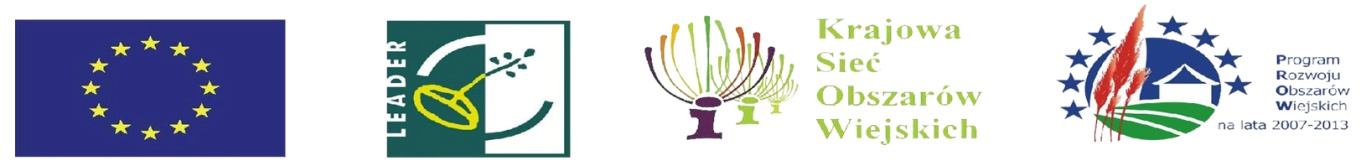 LEADER
Krajowa
Sieć
Obszarów
Wiejskich
Program
Rozwoju
Obszarów
Wiejskich
na lata 2007-2013